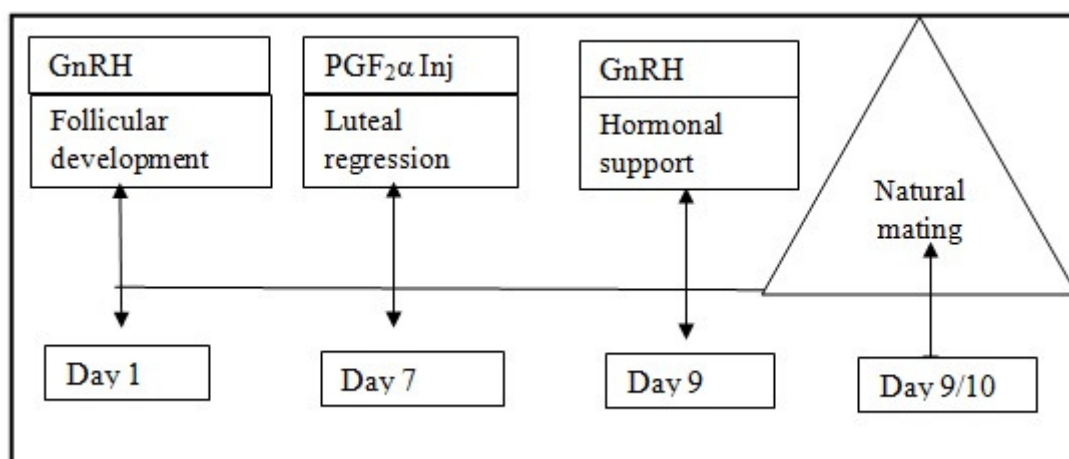 GnRH
Follicular
development
PGF₂α Inj
Luteal
regression
GnRH
Hormonal
support
Natural
mating
Day 1
Day 7
Day 9
Day 9/10